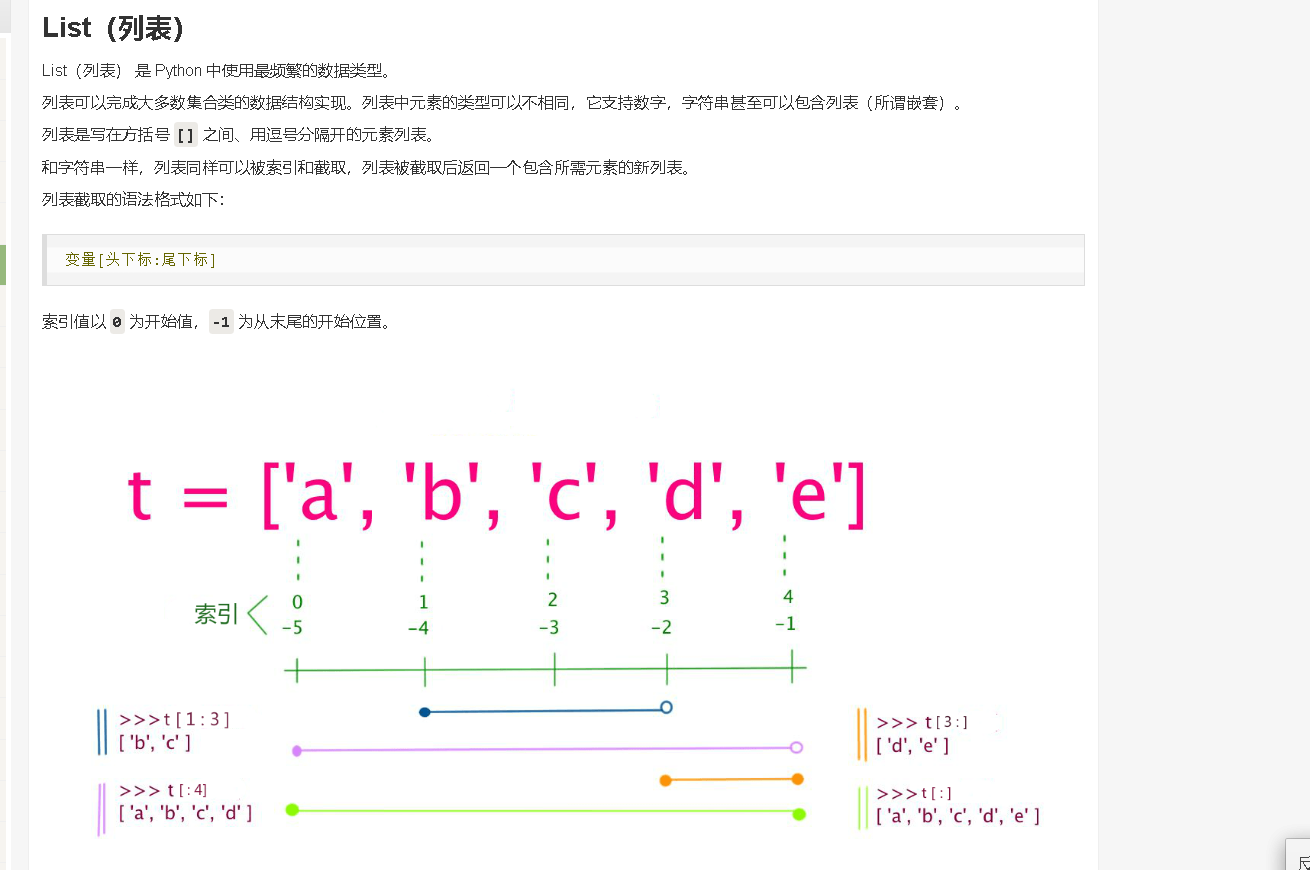 List（列表）
List（列表） 是 Python 中使用最频繁的数据类型。
列表可以完成大多数集合类的数据结构实现。列表中元素的类型可以不相同，它支持数字，字符串甚至可以包含列表（所谓嵌套）。
列表是写在方括号 [] 之间、用逗号分隔开的元素列表。
和字符串一样，列表同样可以被索引和截取，列表被截取后返回一个包含所需元素的新列表。
列表截取的语法格式如下：
变量[头下标:尾下标]
索引值以 0 为开始值，-1 为从末尾的开始位置。
t = ['a', 'b', 'c', 'd', 'e']
索引
0 1 2 3 4
-5 -4 -3 -2 -1
>>>t[1:3]
['b', 'c']
>>> t[:4]
['a', 'b', 'c', 'd']
>>> t[3:]
['d', 'e']
>>>t[:]
['a', 'b', 'c', 'd', 'e']